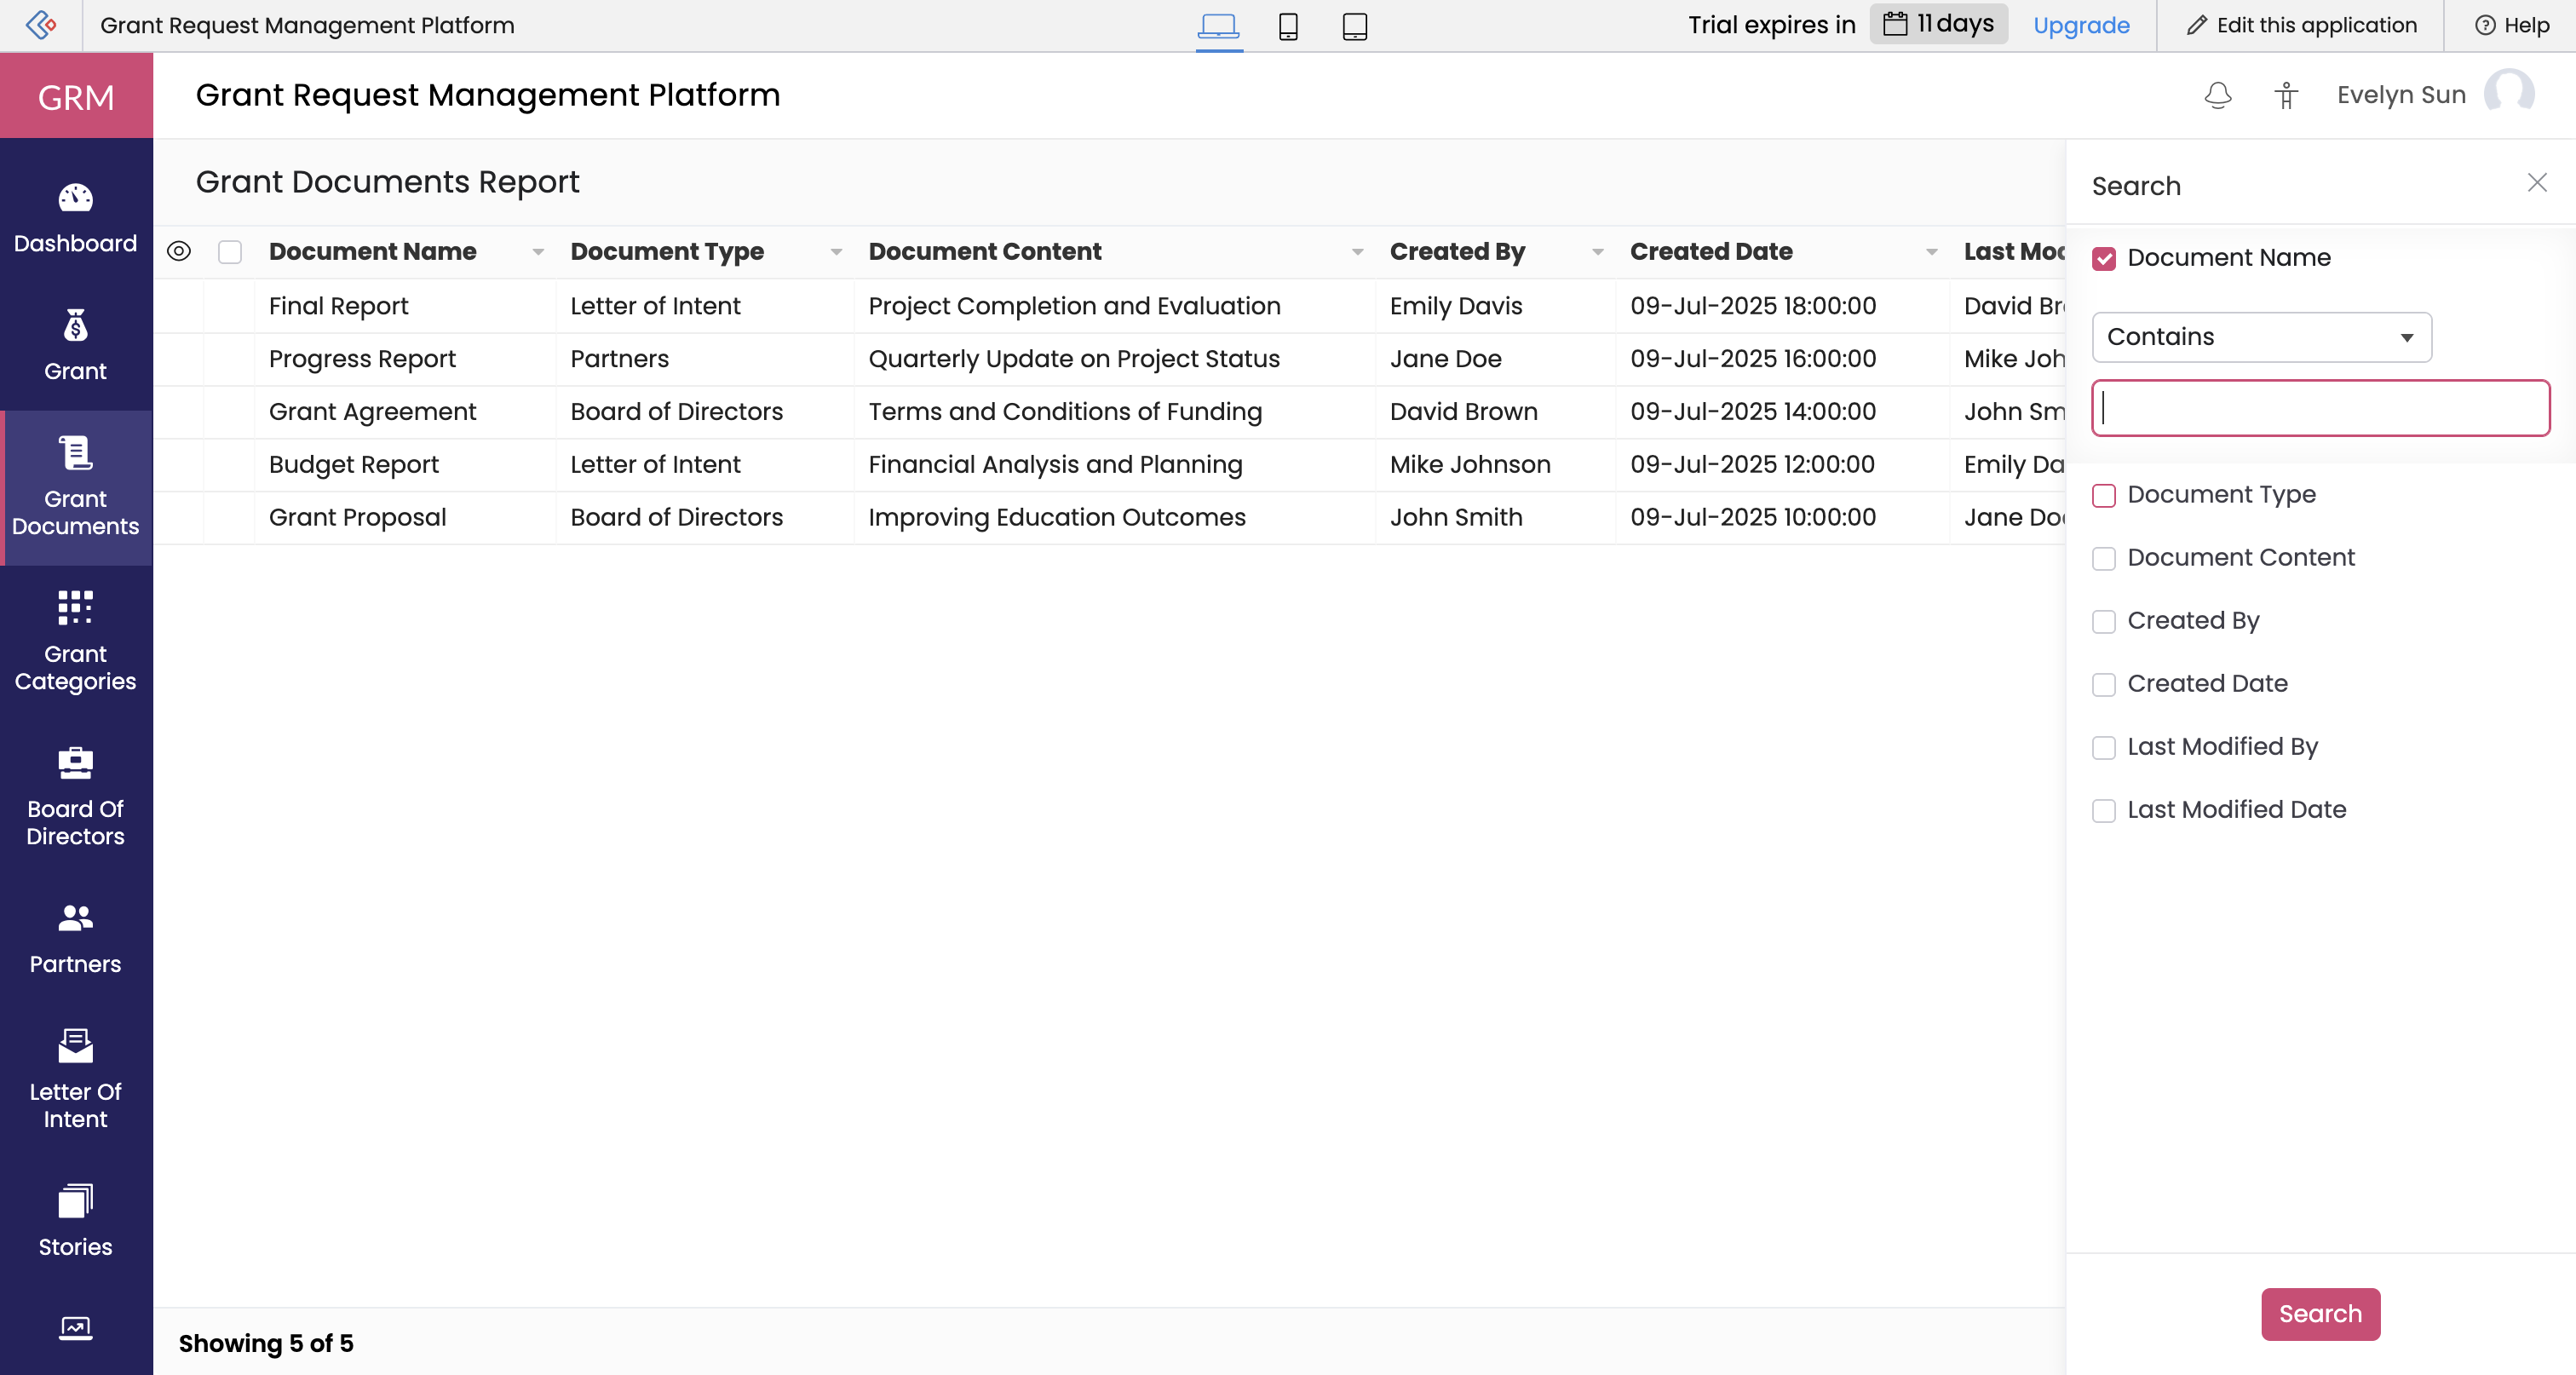 Grant Request Management Platform
Trial expires in 11 days Upgrade Edit this application Help
GRM
Grant Request Management Platform
Evelyn Sun
Dashboard
Grant
Grant
Documents
Grant
Categories
Board Of
Directors
Partners
Letter Of
Intent
Stories
Grant Documents Report
Document Name Document Type Document Content Created By Created Date Last Mod
Final Report Letter of Intent Project Completion and Evaluation Emily Davis 09-Jul-2025 18:00:00 David Br
Progress Report Partners Quarterly Update on Project Status Jane Doe 09-Jul-2025 16:00:00 Mike Joh
Grant Agreement Board of Directors Terms and Conditions of Funding David Brown 09-Jul-2025 14:00:00 John Sm
Budget Report Letter of Intent Financial Analysis and Planning Mike Johnson 09-Jul-2025 12:00:00 Emily Da
Grant Proposal Board of Directors Improving Education Outcomes John Smith 09-Jul-2025 10:00:00 Jane Doe
Showing 5 of 5
Search
Document Name
Contains
Document Type
Document Content
Created By
Created Date
Last Modified By
Last Modified Date
Search